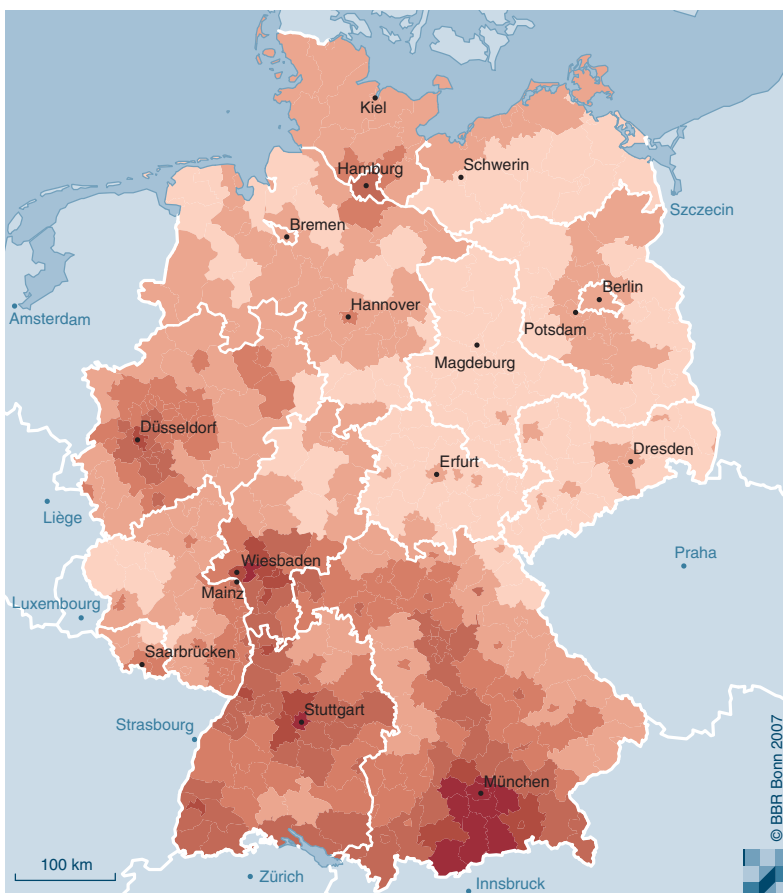 Kiel
Hamburg
Schwerin
Szczecin
Bremen
Berlin
Amsterdam
Hannover
Potsdam
Magdeburg
Düsseldorf
Dresden
Erfurt
Liège
Praha
Wiesbaden
Mainz
Luxembourg
Saarbrücken
Stuttgart
Strasbourg
München
© BBR Bonn 2007
100 km
Zürich
Innsbruck